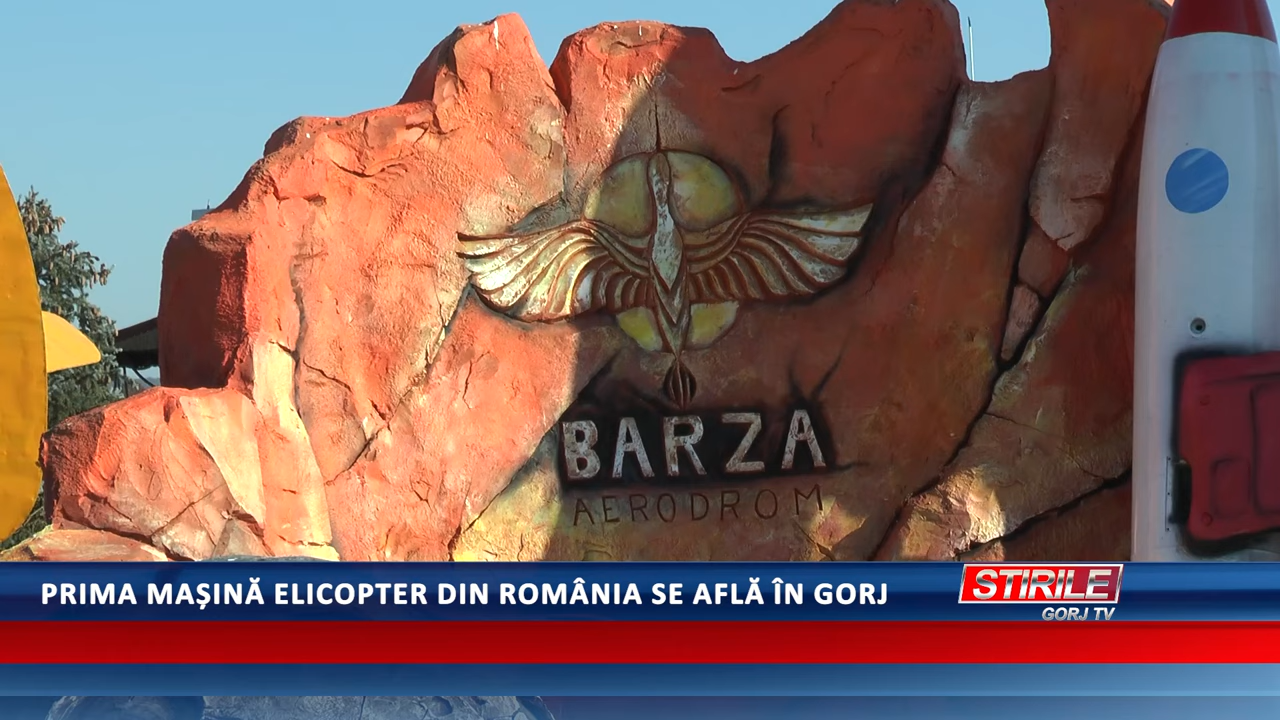 BARZA
AERODROM
PRIMA MAȘINĂ ELICOPTER DIN ROMÂNIA SE AFLĂ ÎN GORJ
STIRILE
GORJ TV